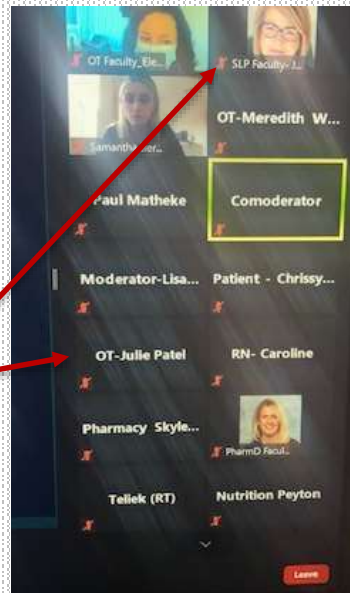 OT Faculty_Ele...
SLP Faculty- J...
Samantha
OT-Meredith W...
Paul Matheke
Comoderator
Moderator-Lisa...
Patient - Chrissy...
OT-Julie Patel
RN- Caroline
Pharmacy Skyle...
PharmD Facul...
Teliek (RT)
Nutrition Peyton
Leave